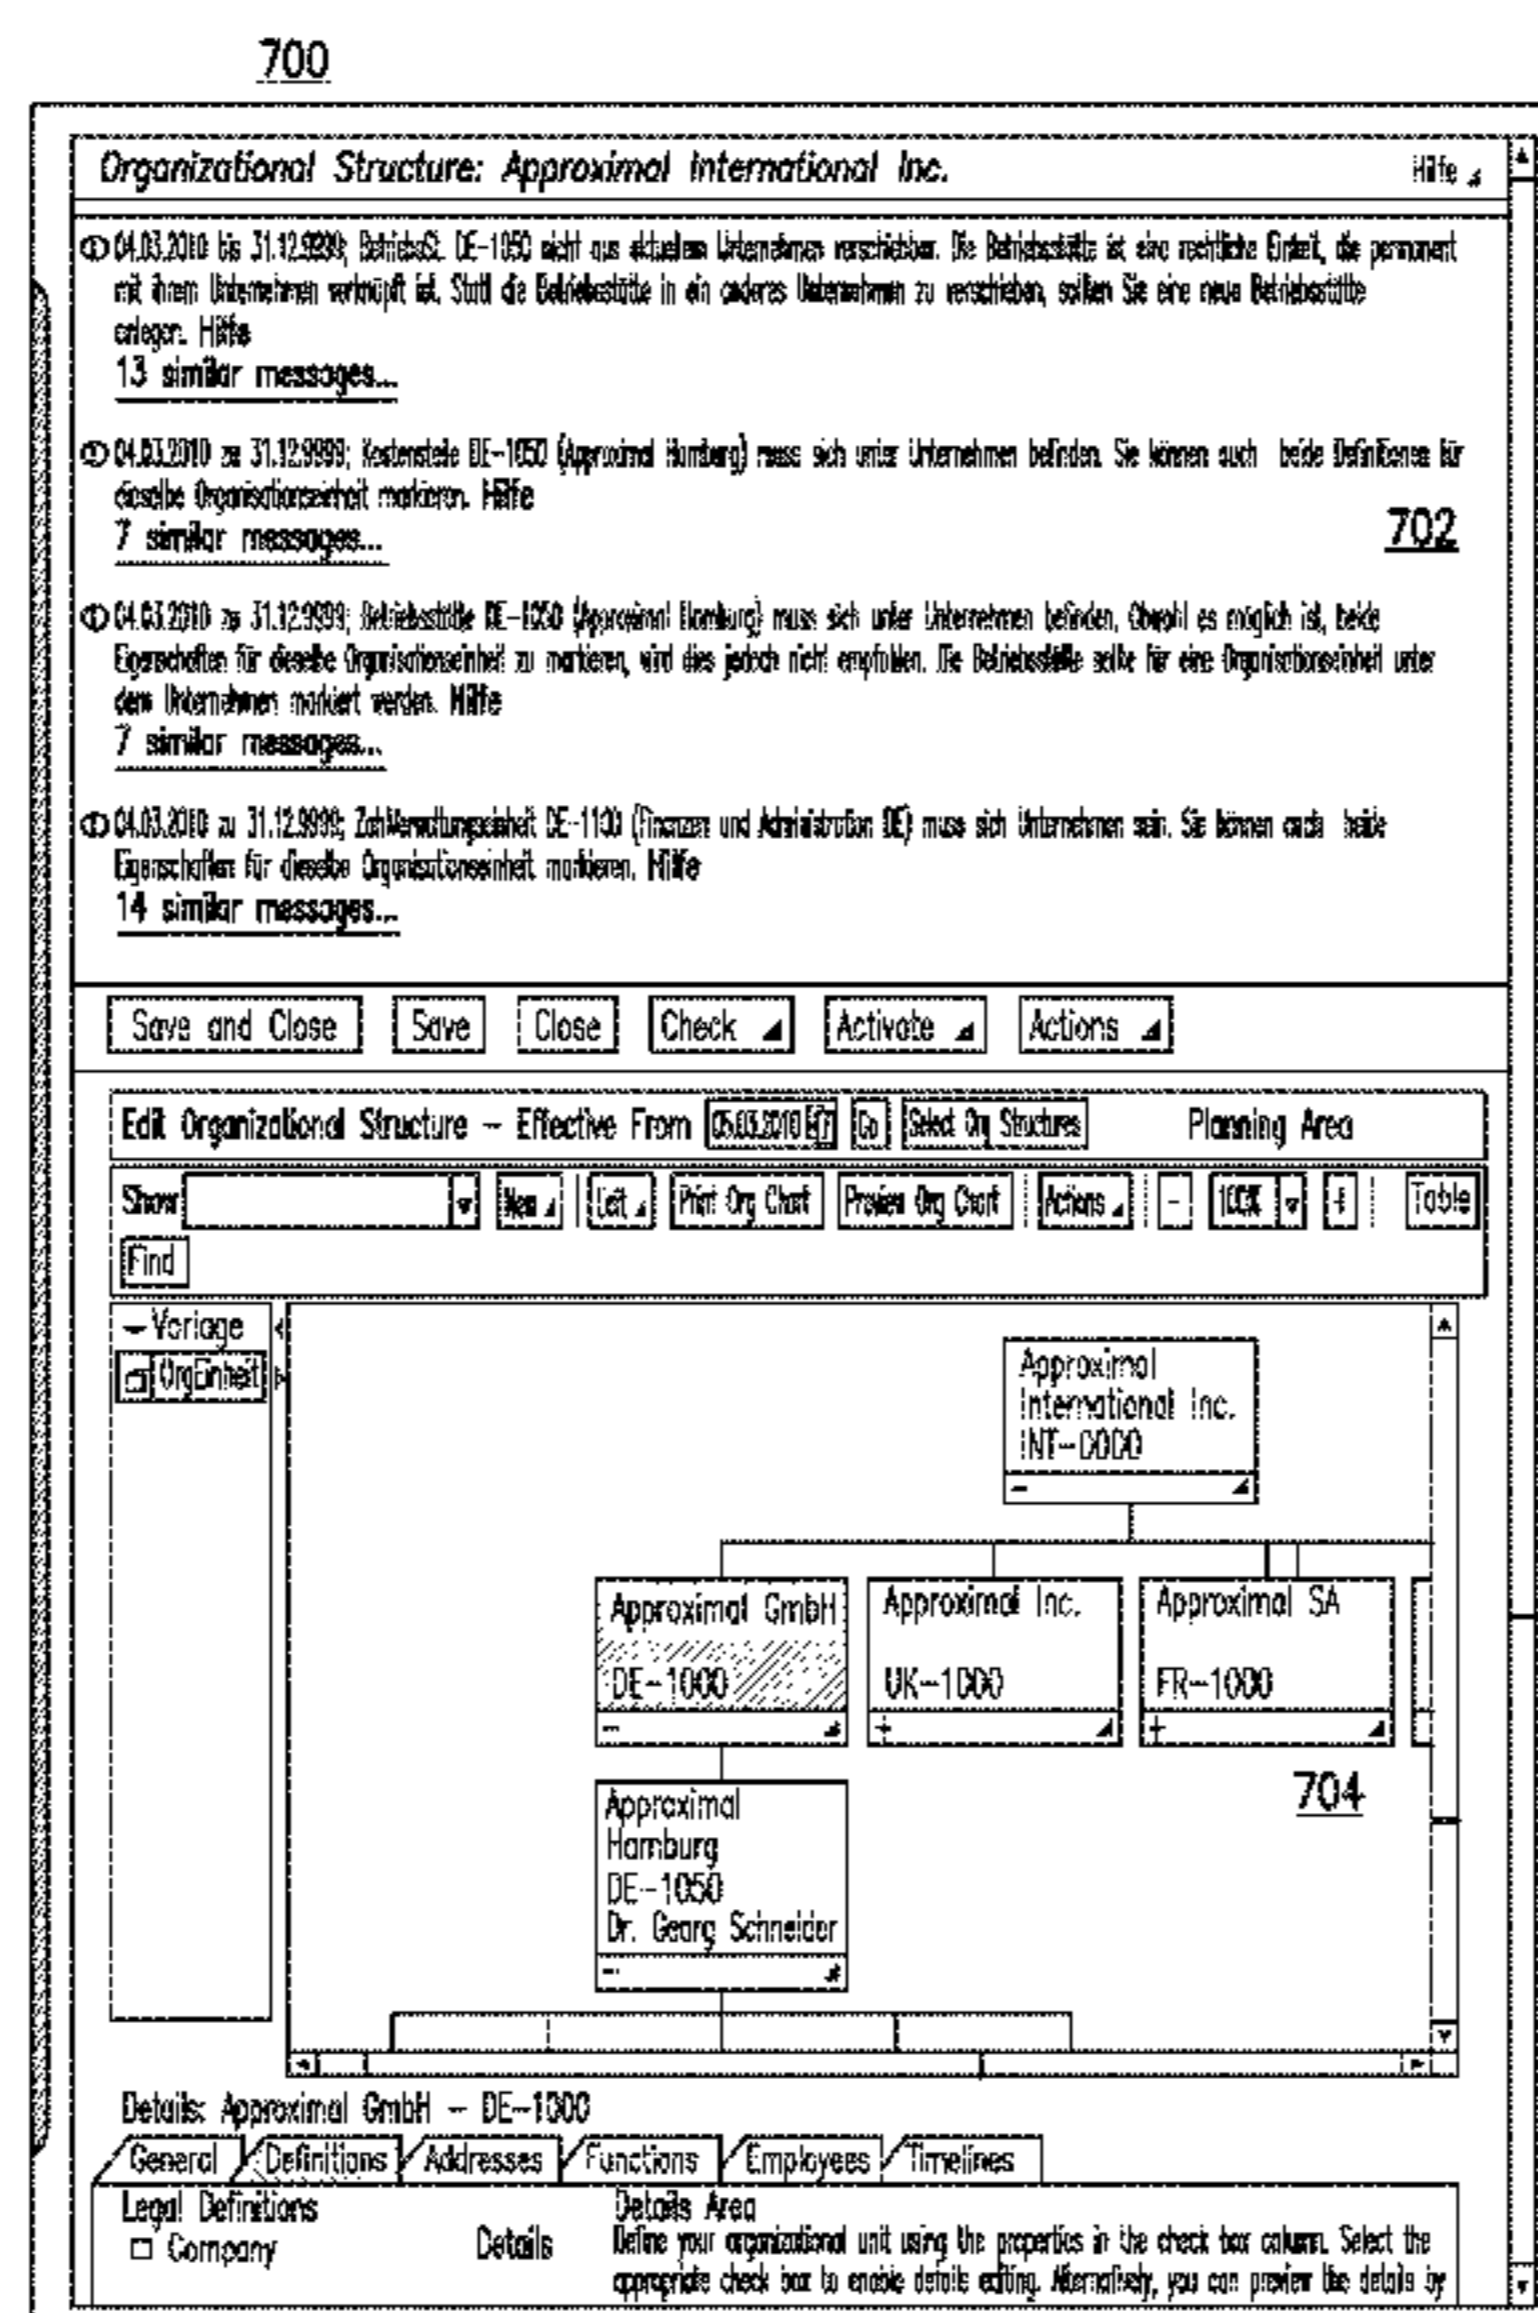 700
Organizational Structure: Approximal International Inc. Hilfe
04.03.2010 bis 31.12.9999; DE-1050 nicht aus aktuellem Unternehmen verschiebbar. Die Betriebsstätte ist eine rechtliche Einheit, die permanent
mit ihrem Unternehmen verknüpft ist. Statt die Betriebsstätte in ein anderes Unternehmen zu verschieben, sollten Sie eine neue Betriebsstätte
anlegen. Hilfe
13 similar messages...
04.03.2010 zu 31.12.9999; Kostenstelle DE-1050 (Approximal Hamburg) muss sich unter Unternehmen befinden. Sie können auch beide Definitionen für
dieselbe Organisationseinheit markieren. Hilfe
702
7 similar messages...
04.03.2010 zu 31.12.9999; Betriebsstätte DE-1050 (Approximal Hamburg) muss sich unter Unternehmen befinden. Obwohl es möglich ist, beide
Eigenschaften für dieselbe Organisationseinheit zu markieren, wird dies jedoch nicht empfohlen. Die Betriebsstätte sollte für eine Organisationseinheit unter
dem Unternehmen markiert werden. Hilfe
7 similar messages...
04.03.2010 zu 31.12.9999; DE-1100 (Finanzen und Administration DE) muss sich Unternehmen sein. Sie können auch beide
Eigenschaften für dieselbe Organisationseinheit markieren. Hilfe
14 similar messages...
Save and Close Save Close Check Activate Actions
Edit Organizational Structure – Effective From 05.03.2010 Go Select Org Structures Planning Area
Show New List Print Org Chart Preview Org Chart Actions - 100% + Table
Find
Vorlage
OrgEinheit
Approximal
International Inc.
INT-0000
Approximal GmbH Approximal Inc. Approximal SA
DE-1000 UK-1000 FR-1000
704
Approximal
Hamburg
DE-1050
Dr. Georg Schneider
Details: Approximal GmbH – DE-1000
General Definitions Addresses Functions Employees Timelines
Legal Definitions Details Area
Company Details Define your organizational unit using the properties in the check box column. Select the
appropriate check box to enable details editing. Alternatively, you can preview the details by